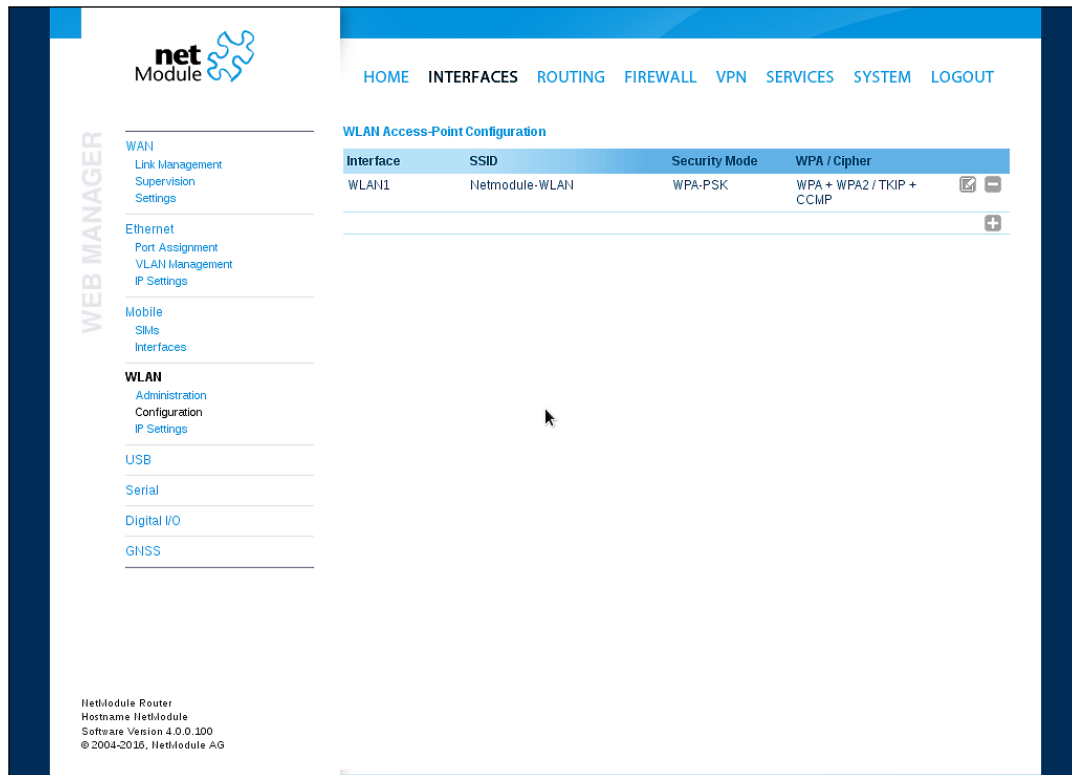 net
Module
HOME INTERFACES ROUTING FIREWALL VPN SERVICES SYSTEM LOGOUT
WEB MANAGER
WAN
Link Management
Supervision
Settings
Ethernet
Port Assignment
VLAN Management
IP Settings
Mobile
SIMs
Interfaces
WLAN
Administration
Configuration
IP Settings
USB
Serial
Digital I/O
GNSS
WLAN Access-Point Configuration
Interface SSID Security Mode WPA / Cipher
WLAN1 Netmodule-WLAN WPA-PSK WPA + WPA2 / TKIP +
CCMP
NetModule Router
Hostname NetModule
Software Version 4.0.0.100
© 2004-2016, NetModule AG